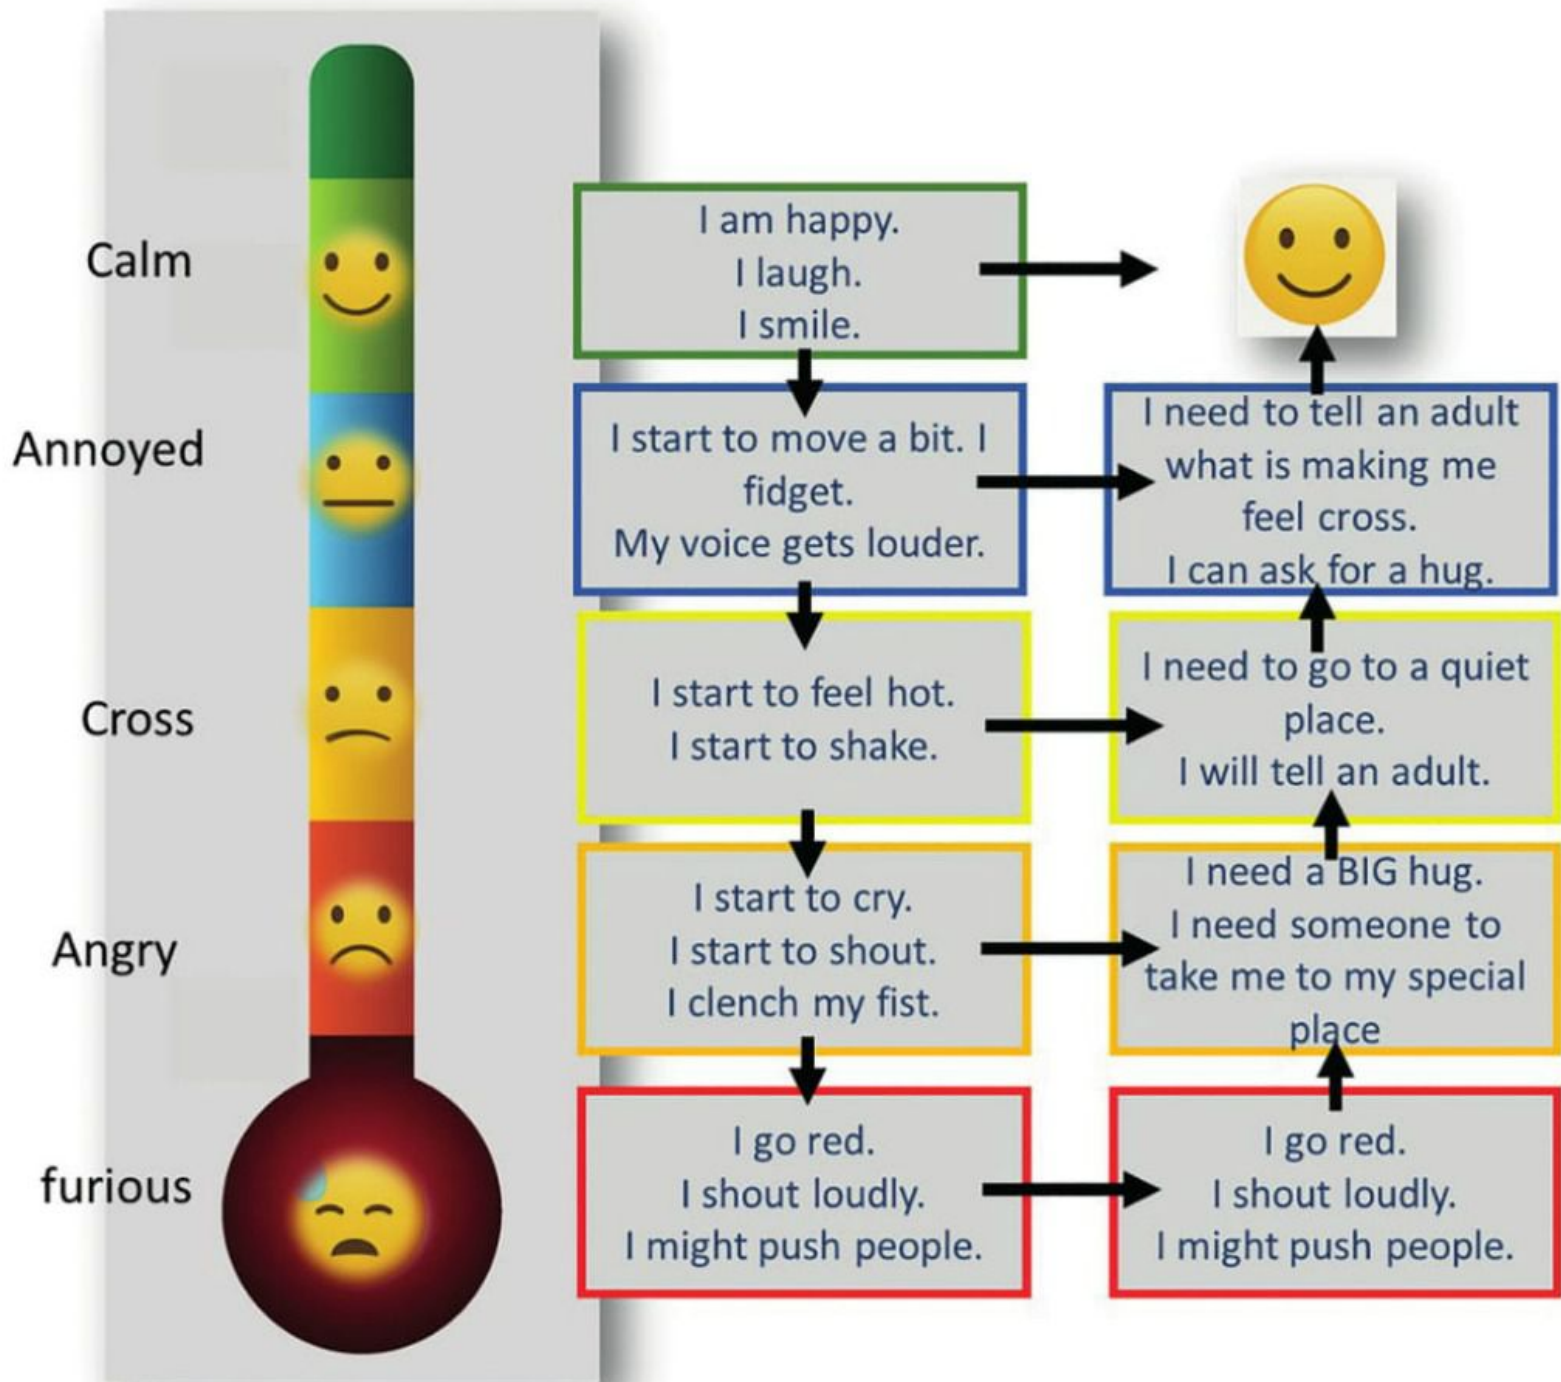 Calm
Annoyed
Cross
Angry
furious
I am happy.
I laugh.
I smile.
I start to move a bit. I
fidget.
My voice gets louder.
I need to tell an adult
what is making me
feel cross.
I can ask for a hug.
I start to feel hot.
I start to shake.
I need to go to a quiet
place.
I will tell an adult.
I start to cry.
I start to shout.
I clench my fist.
I need a BIG hug.
I need someone to
take me to my special
place
I go red.
I shout loudly.
I might push people.
I go red.
I shout loudly.
I might push people.